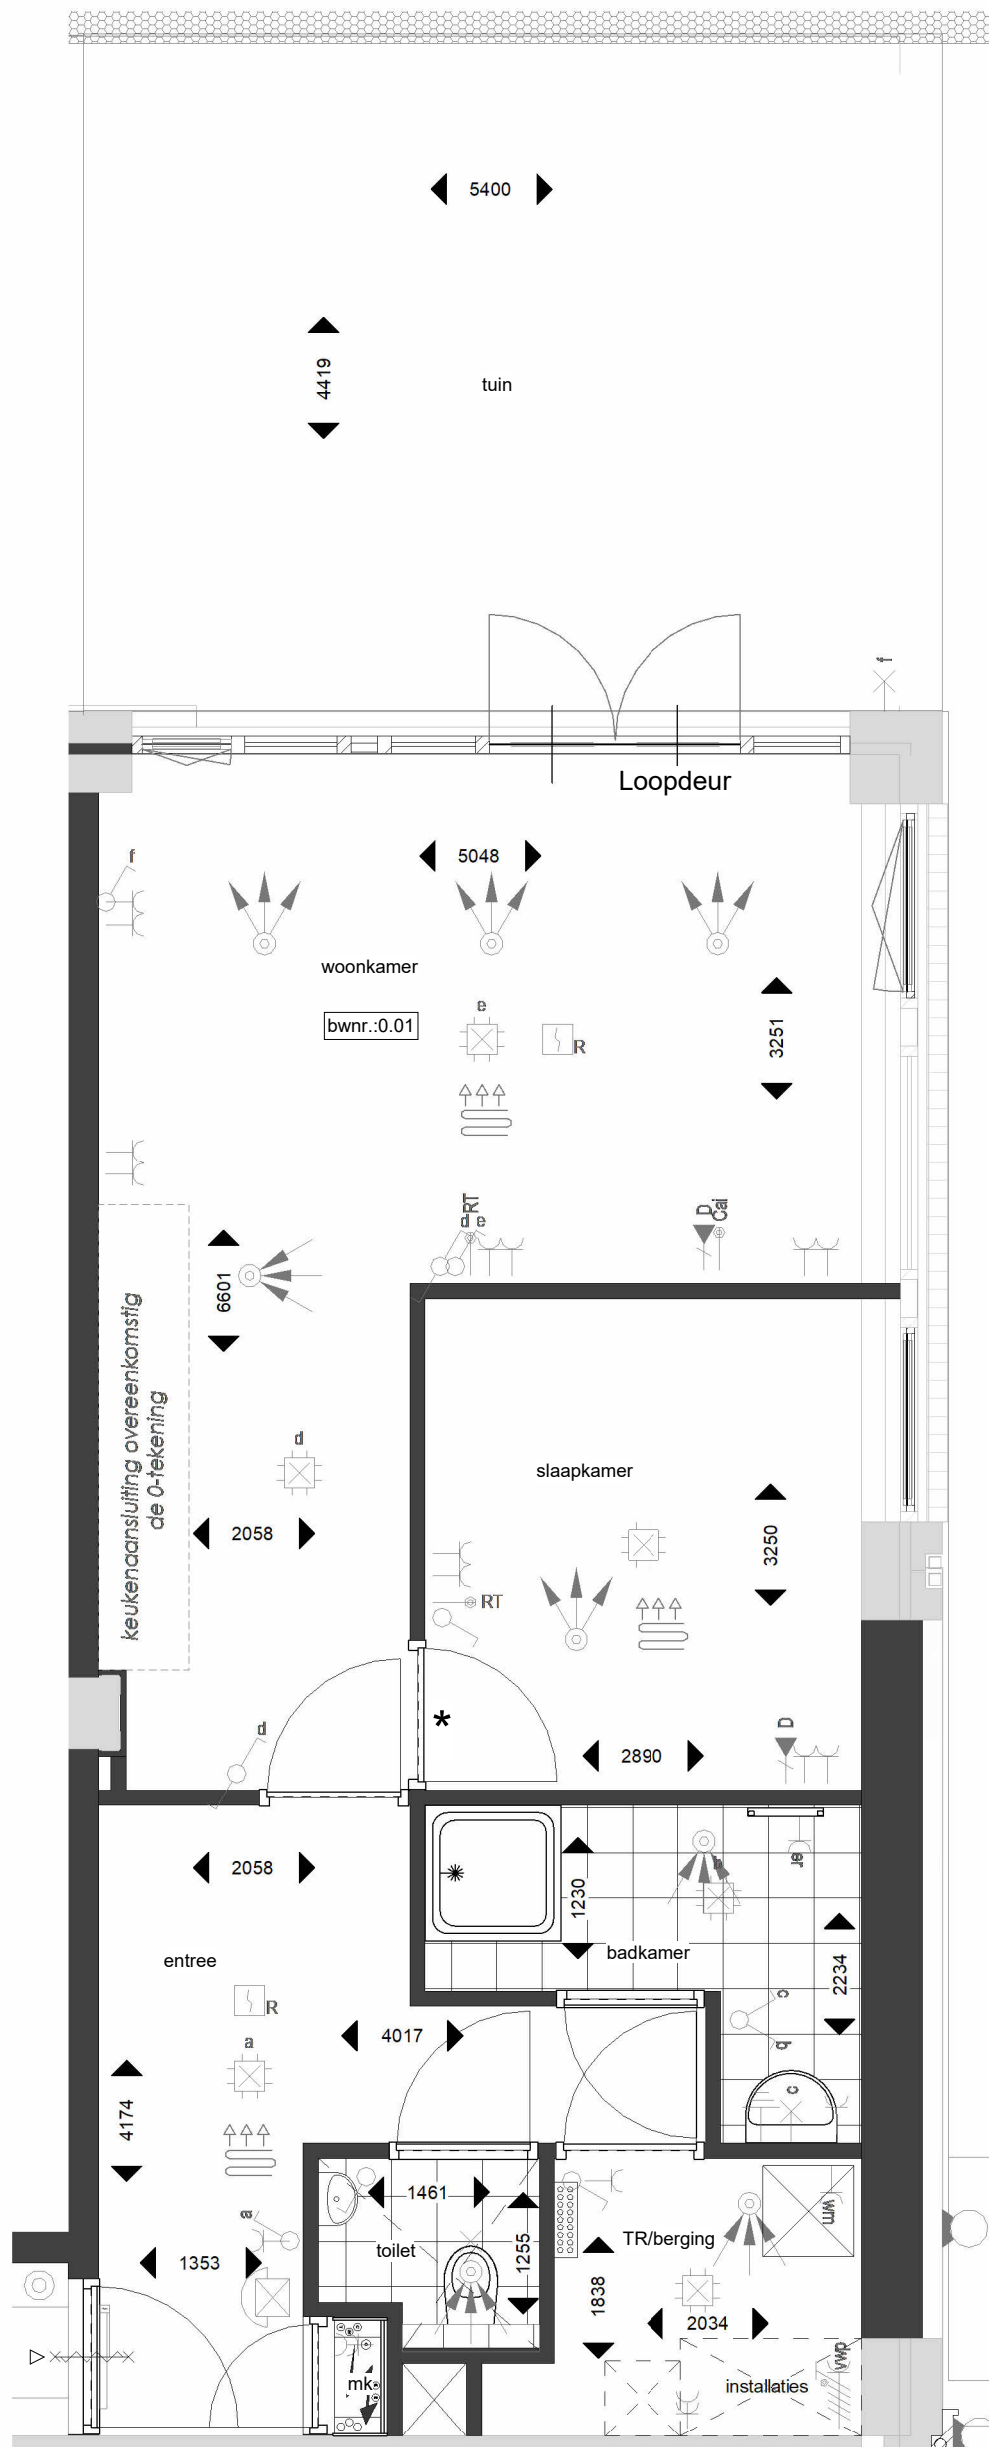 5400
4419
tuin
f
Loopdeur
5048
f
woonkamer
bwnr.:0.01
e
R
3251
RT
d e
D
Cai
6601
keukenaansluiting overeenkomstig
de 0-tekening
d
slaapkamer
2058
3250
RT
*
d
2890
D
2058
1230
er
b
entree
badkamer
2234
R
c
4017
b
a
4174
c
1461
a
1255
toilet
TR/berging
wm
1353
1838
2034
dwv
mk
installaties